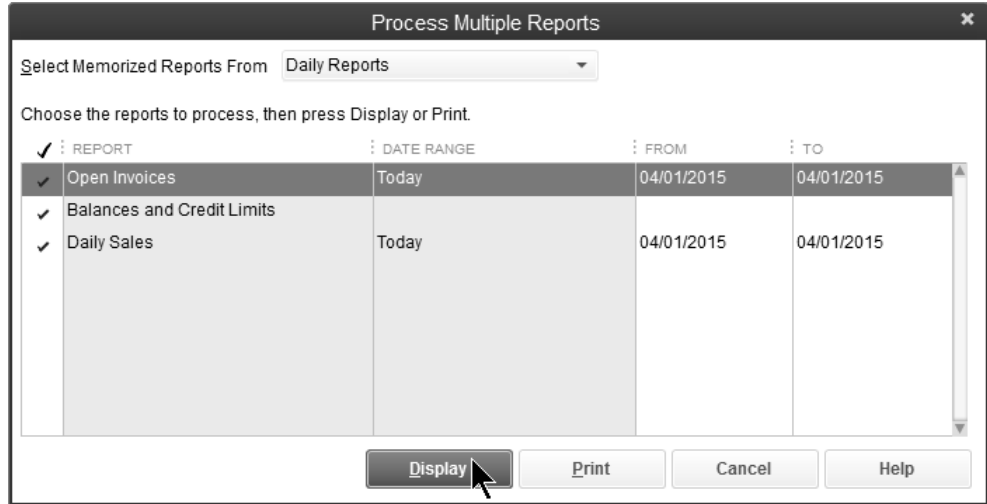 Process Multiple Reports
Select Memorized Reports From Daily Reports
Choose the reports to process, then press Display or Print.
REPORT DATE RANGE FROM TO
Open Invoices Today 04/01/2015 04/01/2015
Balances and Credit Limits
Daily Sales Today 04/01/2015 04/01/2015
Display Print Cancel Help